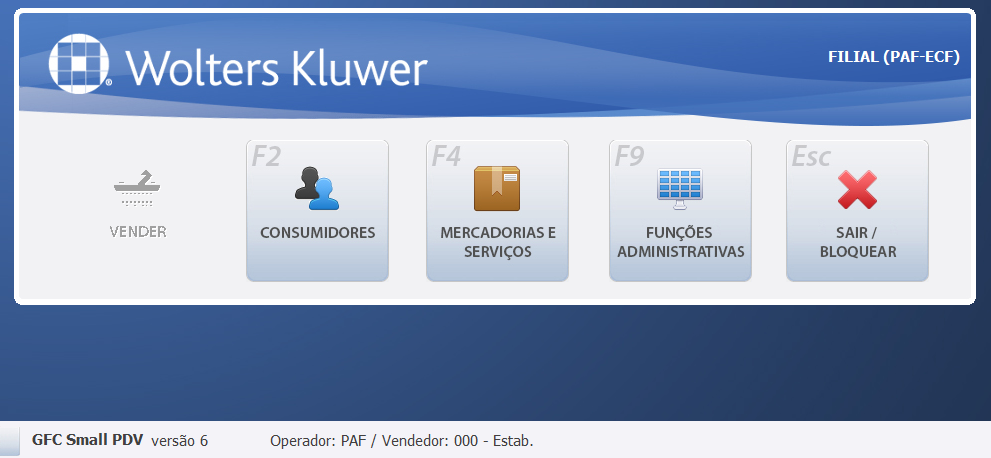 Wolters Kluwer
FILIAL (PAF-ECF)
VENDER
F2
CONSUMIDORES
F4
MERCADORIAS E
SERVIÇOS
F9
FUNÇÕES
ADMINISTRATIVAS
Esc
SAIR /
BLOQUEAR
GFC Small PDV versão 6
Operador: PAF / Vendedor: 000 - Estab.